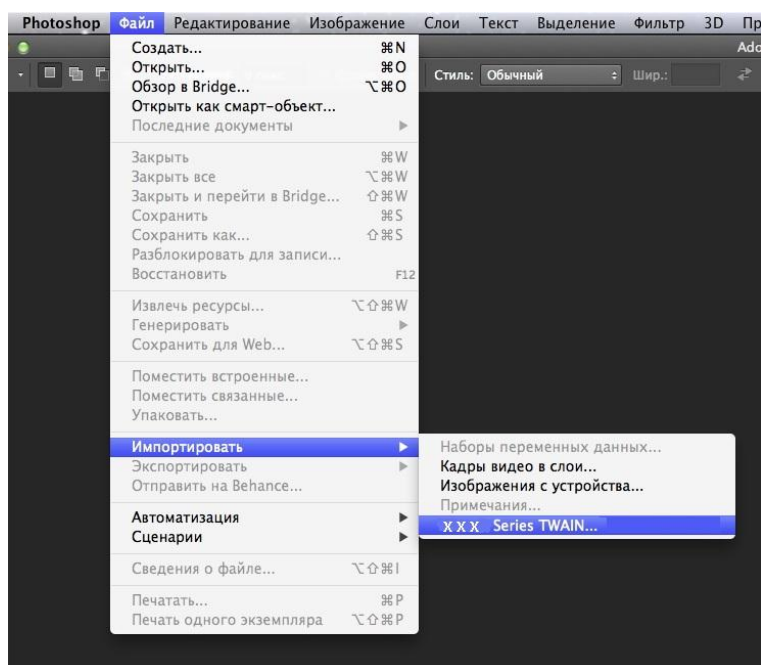 Photoshop Файл Редактирование Изображение Слои Текст Выделение Фильтр 3D Пр
Ado
Стиль: Обычный Шир.:
Создать... ⌘N
Открыть... ⌘O
Обзор в Bridge... ⌥⌘O
Открыть как смарт-объект...
Последние документы
Закрыть ⌘W
Закрыть все ⌥⌘W
Закрыть и перейти в Bridge... ⇧⌘W
Сохранить ⌘S
Сохранить как... ⇧⌘S
Разблокировать для записи...
Восстановить F12
Извлечь ресурсы... ⌥⇧⌘W
Генерировать
Сохранить для Web... ⌥⇧⌘S
Поместить встроенные...
Поместить связанные...
Упаковать...
Импортировать
Экспортировать
Отправить на Behance...
Автоматизация
Сценарии
Сведения о файле... ⌥⇧⌘I
Печатать... ⌘P
Печать одного экземпляра ⌥⇧⌘P
Наборы переменных данных...
Кадры видео в слои...
Изображения с устройства...
Примечания...
X X X Series TWAIN...